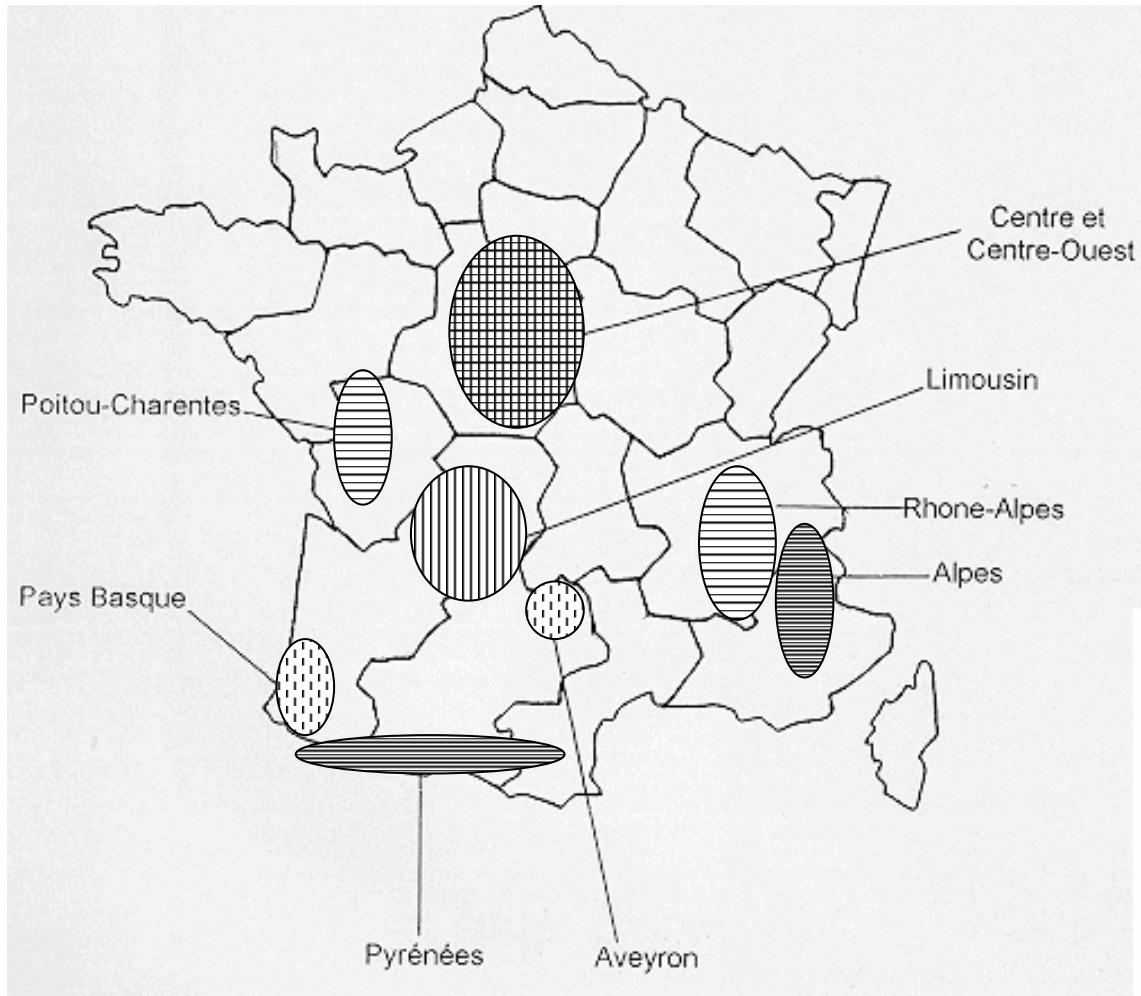 Centre et
Centre-Ouest
Limousin
Poitou-Charentes
Rhone-Alpes
Alpes
Pays Basque
Pyrénées
Aveyron